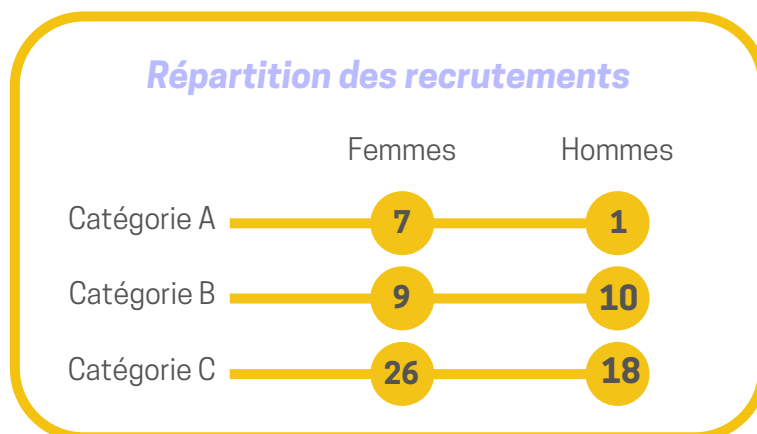 Répartition des recrutements
Femmes Hommes
Catégorie A 7 1
Catégorie B 9 10
Catégorie C 26 18